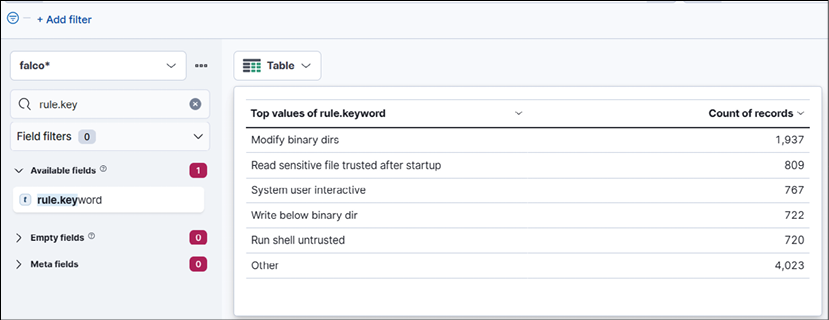 + Add filter
falco*
Table
rule.key
Field filters 0
Available fields 1
t rule.keyword
Empty fields 0
Meta fields 0
Top values of rule.keyword Count of records
Modify binary dirs 1,937
Read sensitive file trusted after startup 809
System user interactive 767
Write below binary dir 722
Run shell untrusted 720
Other 4,023